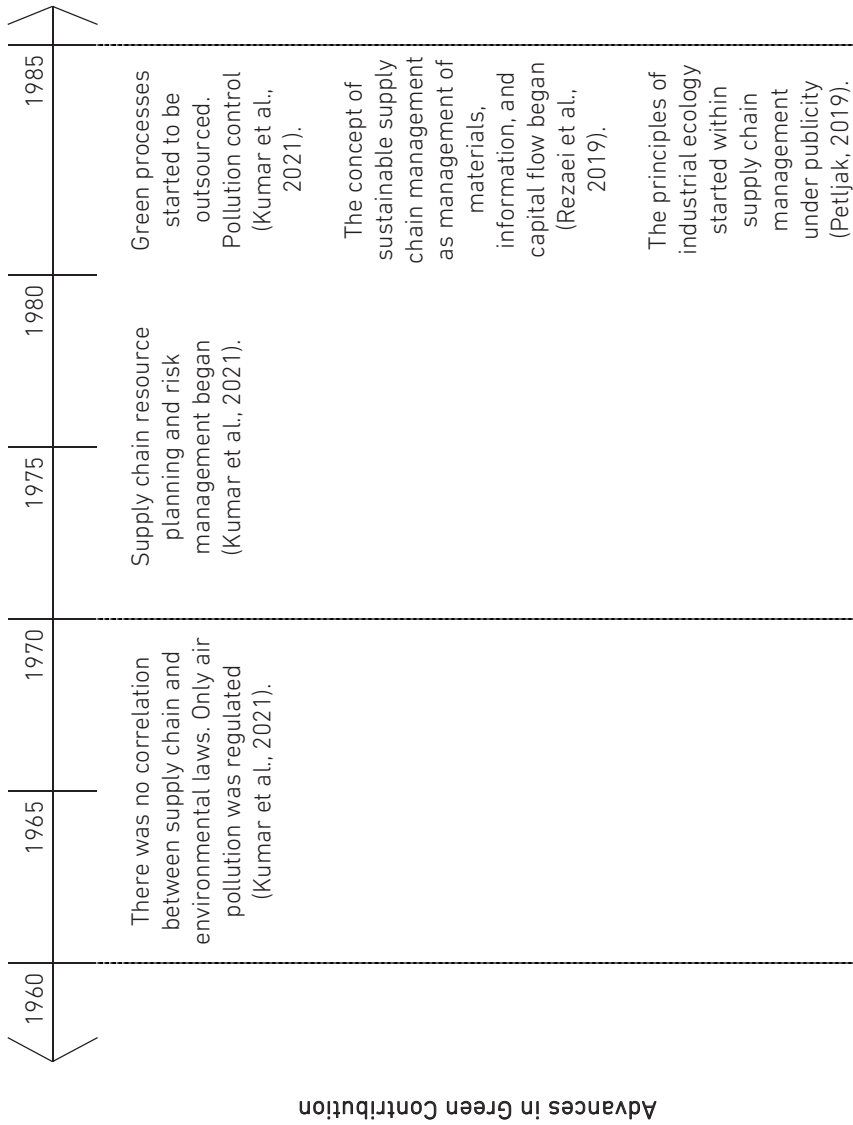 Advances in Green Contribution
1960
1965
1970
1975
1980
1985
There was no correlation
between supply chain and
environmental laws. Only air
pollution was regulated
(Kumar et al., 2021).
Supply chain resource
planning and risk
management began
(Kumar et al., 2021).
Green processes
started to be
outsourced.
Pollution control
(Kumar et al.,
2021).
The concept of
sustainable supply
chain management
as management of
materials,
information, and
capital flow began
(Rezaei et al.,
2019).
The principles of
industrial ecology
started within
supply chain
management
under publicity
(Petljak, 2019).